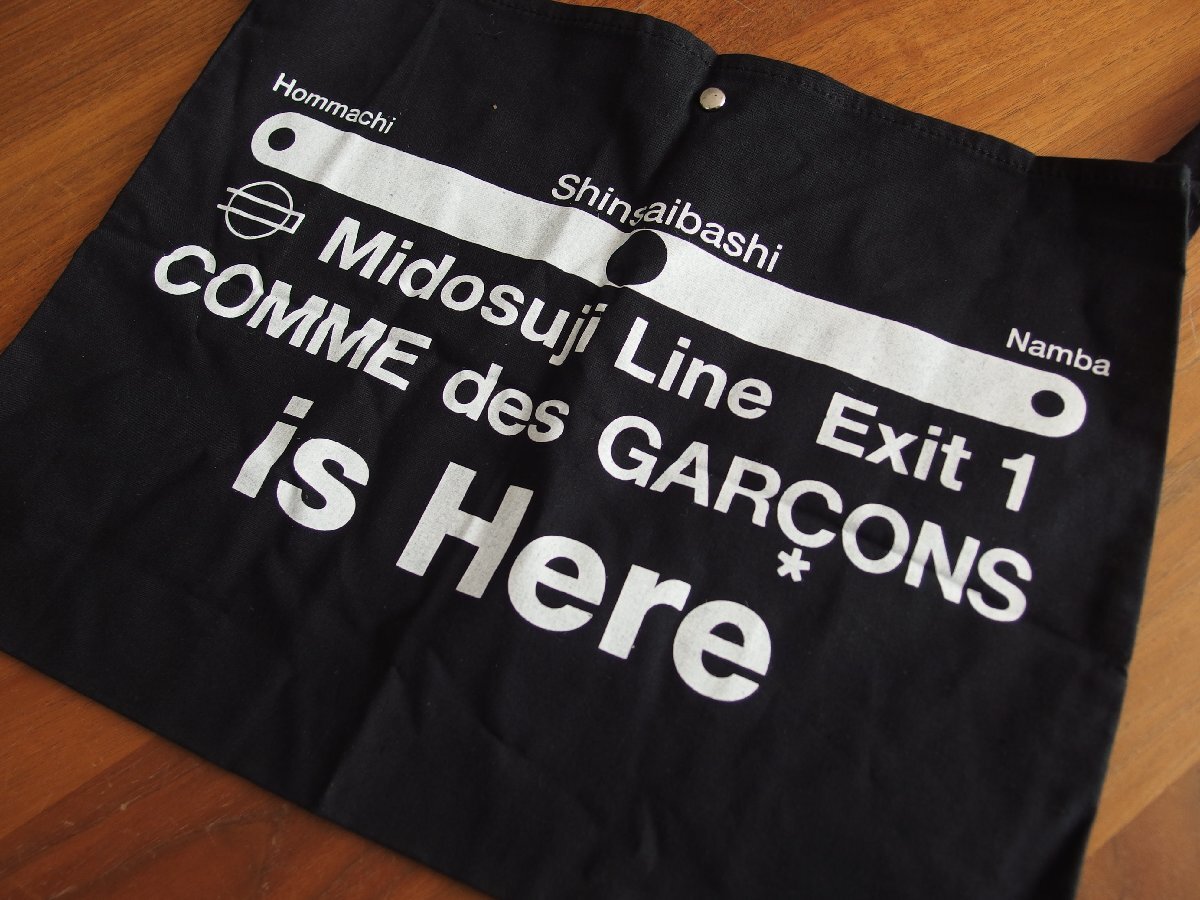 Hommachi
Shinsaibashi
Namba
Midosuji Line Exit 1
COMME des GARÇONS
*
is Here